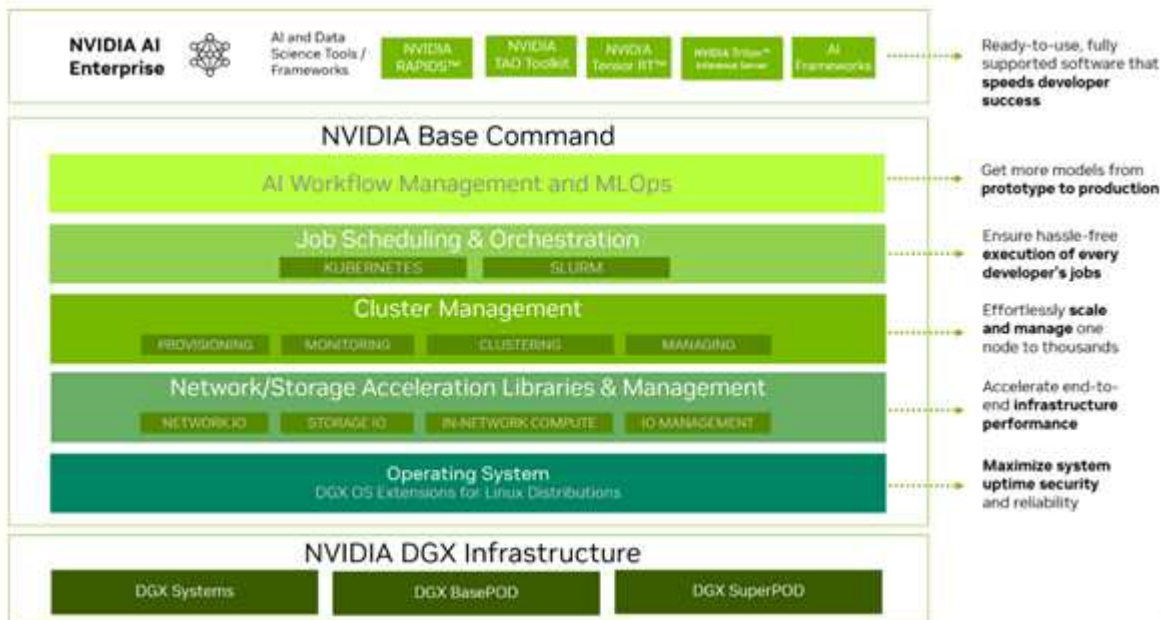 NVIDIA AI
Enterprise
AI and Data
Science Tools /
Frameworks
NVIDIA
RAPIDS™
NVIDIA
TAO Toolkit
NVIDIA
Tensor RT™
NVIDIA Triton™
Inference Server
AI
Frameworks
Ready-to-use, fully
supported software that
speeds developer
success
NVIDIA Base Command
AI Workflow Management and MLOps
Get more models from
prototype to production
Job Scheduling & Orchestration
KUBERNETES
SLURM
Ensure hassle-free
execution of every
developer's jobs
Cluster Management
PROVISIONING
MONITORING
CLUSTERING
MANAGING
Effortlessly scale
and manage one
node to thousands
Network/Storage Acceleration Libraries & Management
NETWORK IO
STORAGE IO
IN-NETWORK COMPUTE
IO MANAGEMENT
Accelerate end-to-
end infrastructure
performance
Operating System
DGX OS Extensions for Linux Distributions
Maximize system
uptime security
and reliability
NVIDIA DGX Infrastructure
DGX Systems
DGX BasePOD
DGX SuperPOD